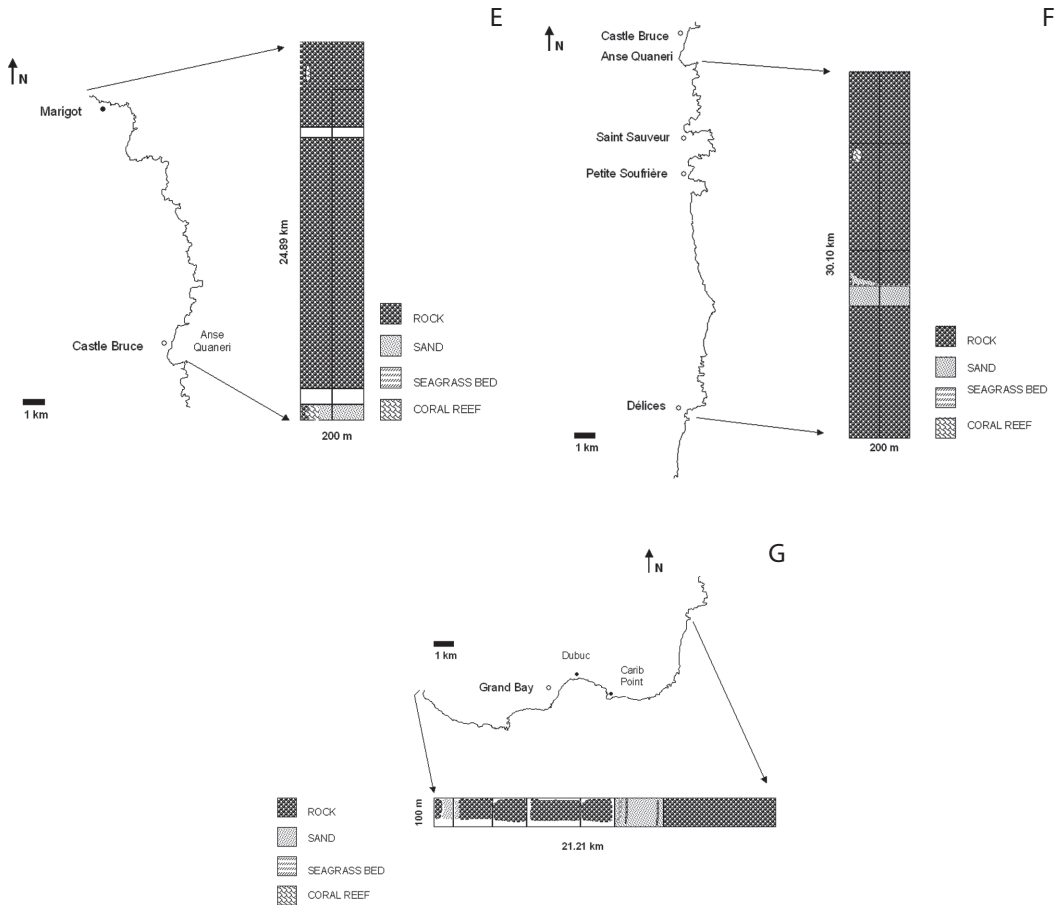 E
N
Marigot
24.89 km
Castle Bruce
Anse
Quaneri
1 km
200 m
ROCK
SAND
SEAGRASS BED
CORAL REEF
F
N
Castle Bruce
Anse Quaneri
Saint Sauveur
Petite Soufrière
30.10 km
Délices
1 km
200 m
ROCK
SAND
SEAGRASS BED
CORAL REEF
G
N
1 km
Dubuc
Carib
Point
Grand Bay
100 m
21.21 km
ROCK
SAND
SEAGRASS BED
CORAL REEF